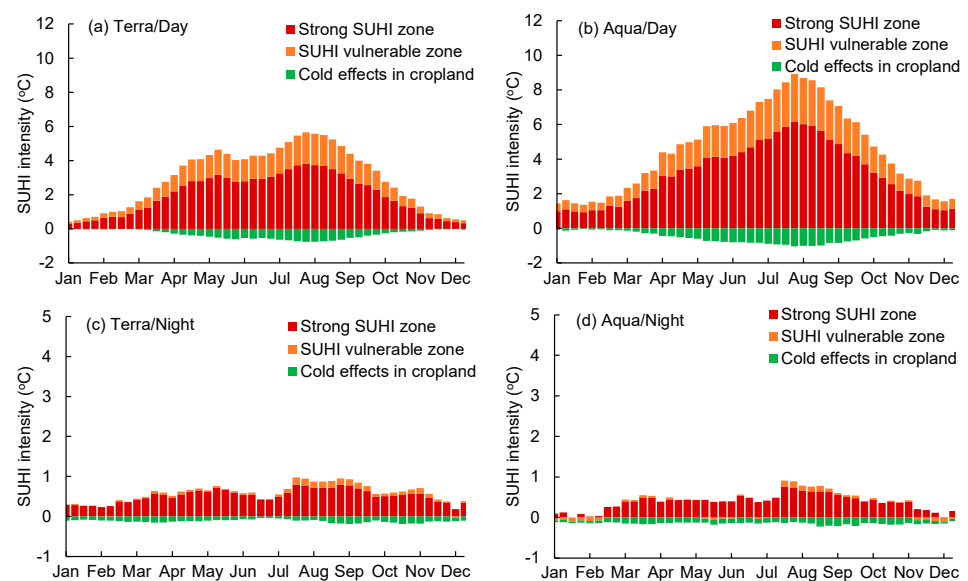 (a) Terra/Day
Strong SUHI zone
SUHI vulnerable zone
Cold effects in cropland
SUHI intensity (°C)
12
10
8
6
4
2
0
-2
Jan Feb Mar Apr May Jun Jul Aug Sep Oct Nov Dec
(b) Aqua/Day
Strong SUHI zone
SUHI vulnerable zone
Cold effects in cropland
SUHI intensity (°C)
12
10
8
6
4
2
0
-2
Jan Feb Mar Apr May Jun Jul Aug Sep Oct Nov Dec
(c) Terra/Night
Strong SUHI zone
SUHI vulnerable zone
Cold effects in cropland
SUHI intensity (°C)
5
4
3
2
1
0
-1
Jan Feb Mar Apr May Jun Jul Aug Sep Oct Nov Dec
(d) Aqua/Night
Strong SUHI zone
SUHI vulnerable zone
Cold effects in cropland
SUHI intensity (°C)
5
4
3
2
1
0
-1
Jan Feb Mar Apr May Jun Jul Aug Sep Oct Nov Dec